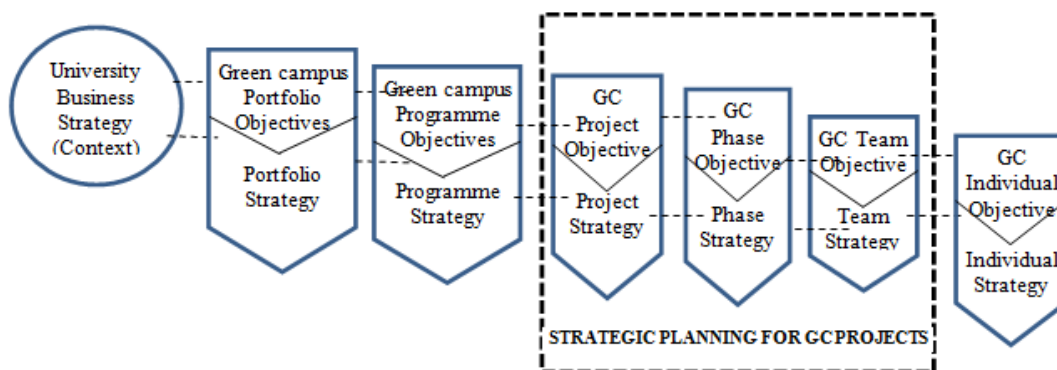 University
Business
Strategy
(Context)
Green campus
Portfolio
Objectives
Portfolio
Strategy
Green campus
Programme
Objectives
Programme
Strategy
GC
Project
Objective
Project
Strategy
GC
Phase
Objective
Phase
Strategy
GC Team
Objective
Team
Strategy
GC
Individual
Objective
Individual
Strategy
STRATEGIC PLANNING FOR GC PROJECTS